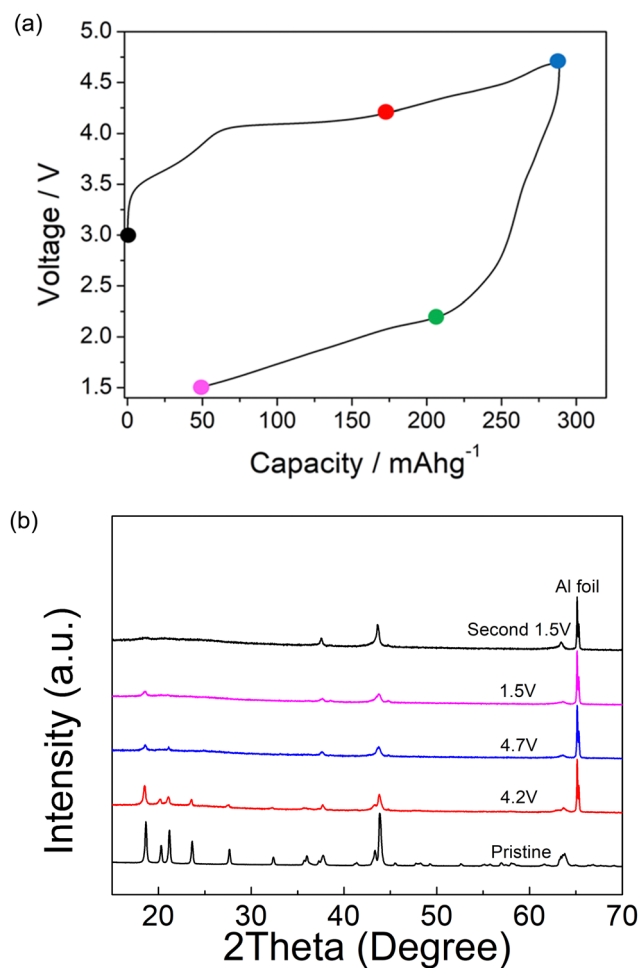 (a)
5.0
4.5
4.0
3.5
3.0
2.5
2.0
1.5
Voltage / V
0 50 100 150 200 250 300
Capacity / mAhg⁻¹
(b)
Al foil
Second 1.5V
1.5V
4.7V
4.2V
Pristine
Intensity (a.u.)
20 30 40 50 60 70
2Theta (Degree)